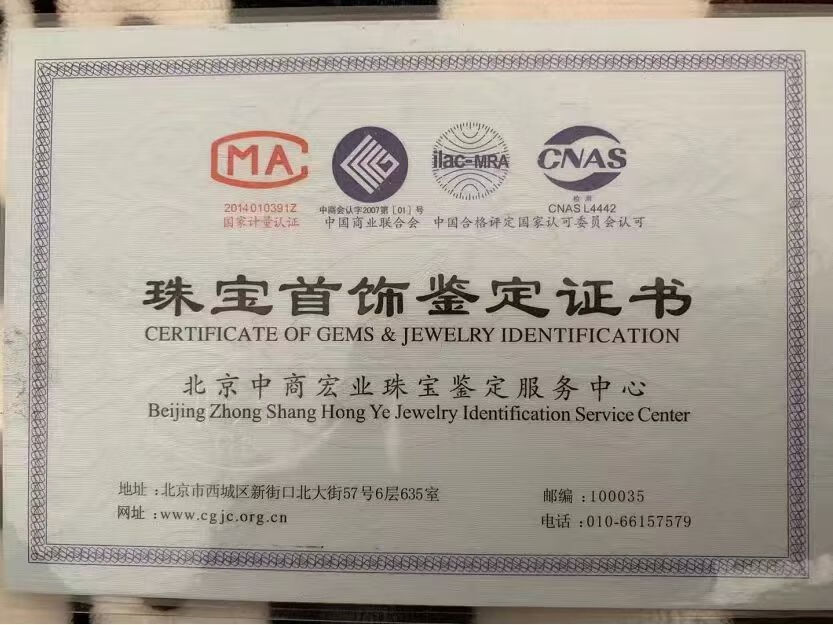 MA
ilac-MRA
CNAS
检测
2014010391Z
中商会认字2007第[01]号
CNAS L4442
国家计量认证
中国商业联合会
中国合格评定国家认可委员会认可
珠宝首饰鉴定证书
CERTIFICATE OF GEMS & JEWELRY IDENTIFICATION
北京中商宏业珠宝鉴定服务中心
Beijing Zhong Shang Hong Ye Jewelry Identification Service Center
地址:北京市西城区新街口北大街57号6层635室
邮编:100035
网址:www.cgjc.org.cn
电话:010-66157579